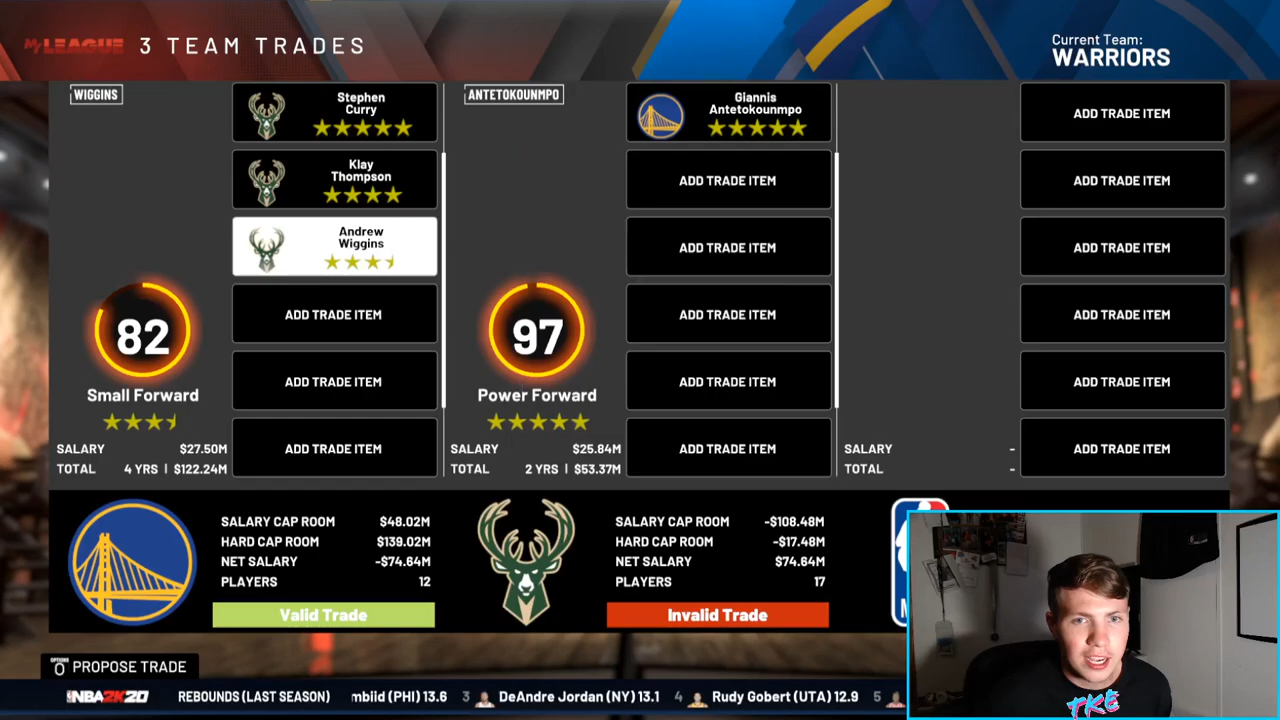 MyLEAGUE 3 TEAM TRADES
Current Team:
WARRIORS
WIGGINS
Stephen
Curry
Klay
Thompson
Andrew
Wiggins
ADD TRADE ITEM
ADD TRADE ITEM
ADD TRADE ITEM
82
Small Forward
SALARY $27.50M
TOTAL 4 YRS | $122.24M
ANTETOKOUNMPO
Giannis
Antetokounmpo
ADD TRADE ITEM
ADD TRADE ITEM
ADD TRADE ITEM
ADD TRADE ITEM
ADD TRADE ITEM
97
Power Forward
SALARY $25.84M
TOTAL 2 YRS | $53.37M
ADD TRADE ITEM
ADD TRADE ITEM
ADD TRADE ITEM
ADD TRADE ITEM
ADD TRADE ITEM
ADD TRADE ITEM
SALARY -
TOTAL -
SALARY CAP ROOM $48.02M
HARD CAP ROOM $139.02M
NET SALARY -$74.64M
PLAYERS 12
Valid Trade
SALARY CAP ROOM -$108.48M
HARD CAP ROOM -$17.48M
NET SALARY $74.64M
PLAYERS 17
Invalid Trade
OPTIONS PROPOSE TRADE
NBA2K20 REBOUNDS (LAST SEASON) mbiid (PHI) 13.6 3 DeAndre Jordan (NY) 13.1 4 Rudy Gobert (UTA) 12.9 5
TKE